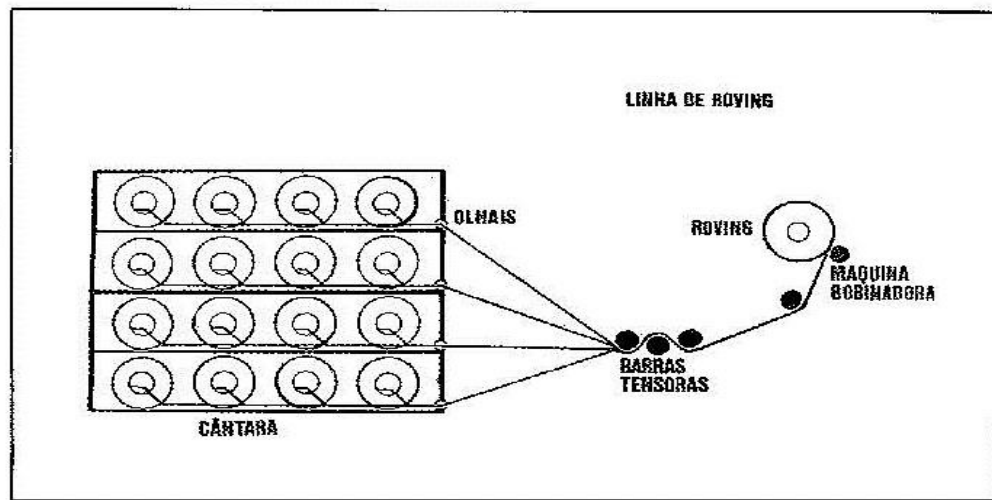 LINHA DE ROVING
OLHAIS
ROVING
MAQUINA
BOBINADORA
BARRAS
TENSORAS
CÂNTARA